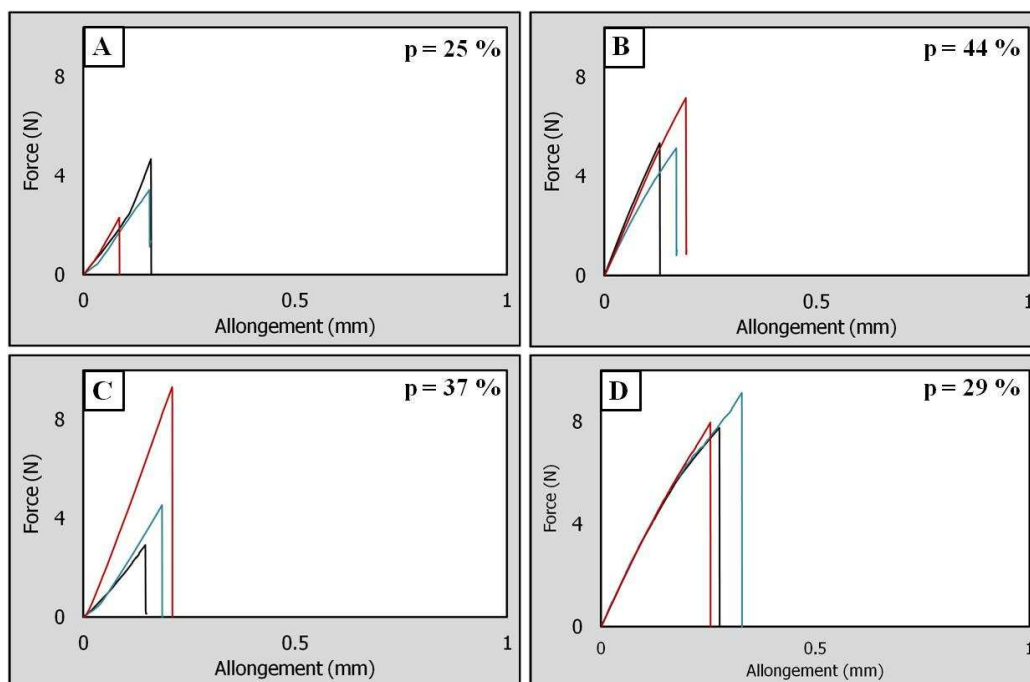 A
p = 25 %
8
4
0
Force (N)
0
0.5
1
Allongement (mm)
B
p = 44 %
8
4
0
Force (N)
0
0.5
1
Allongement (mm)
C
p = 37 %
8
4
0
Force (N)
0
0.5
1
Allongement (mm)
D
p = 29 %
8
4
0
Force (N)
0
0.5
1
Allongement (mm)